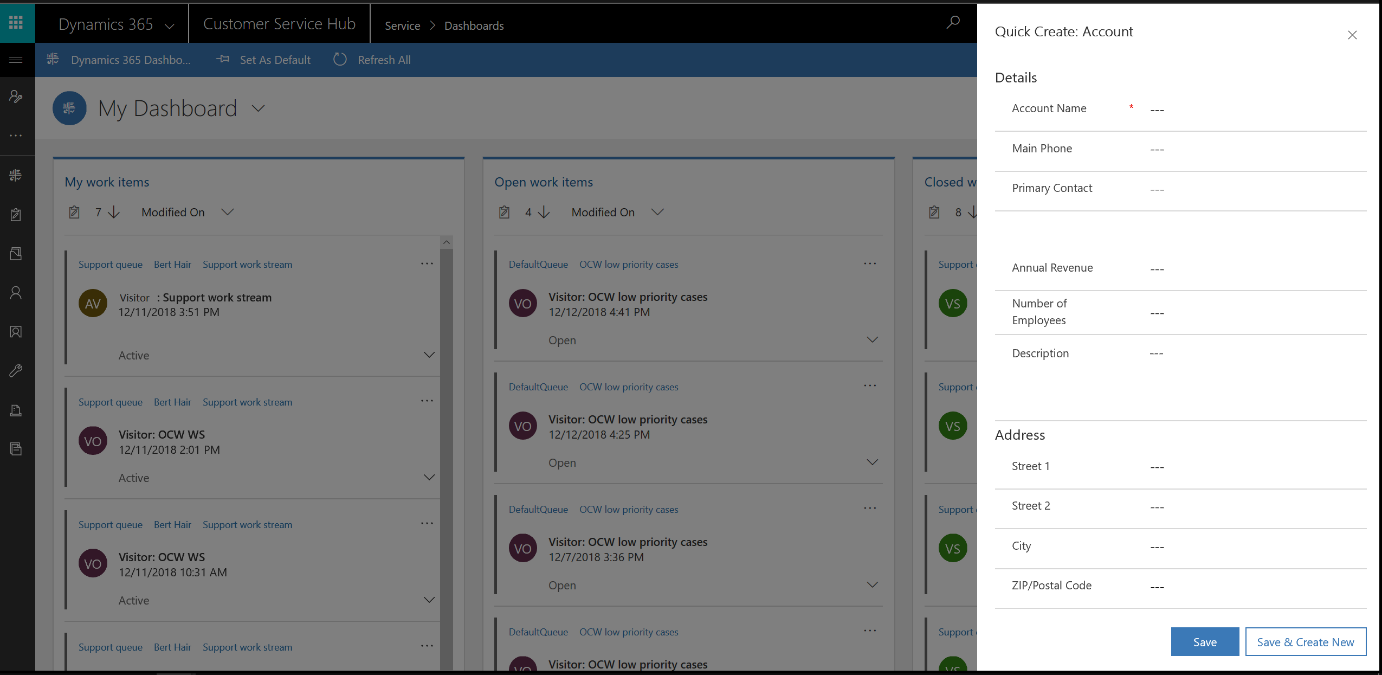 Dynamics 365
Customer Service Hub
Service > Dashboards
Dynamics 365 Dashbo...
Set As Default
Refresh All
My Dashboard
My work items
7
Modified On
Support queue Bert Hair Support work stream
AV
Visitor : Support work stream
12/11/2018 3:51 PM
Active
Support queue Bert Hair Support work stream
VO
Visitor: OCW WS
12/11/2018 2:01 PM
Active
Support queue Bert Hair Support work stream
VO
Visitor: OCW WS
12/11/2018 10:31 AM
Active
Support queue Bert Hair Support work stream
Open work items
4
Modified On
DefaultQueue OCW low priority cases
VO
Visitor: OCW low priority cases
12/12/2018 4:41 PM
Open
DefaultQueue OCW low priority cases
VO
Visitor: OCW low priority cases
12/12/2018 4:25 PM
Open
DefaultQueue OCW low priority cases
VO
Visitor: OCW low priority cases
12/7/2018 3:36 PM
Open
DefaultQueue OCW low priority cases
VO
Visitor: OCW low priority cases
Closed w
8
Support
VS
Support
VS
Support
VS
Support
VS
Quick Create: Account
Details
Account Name * ---
Main Phone ---
Primary Contact ---
Annual Revenue ---
Number of
Employees ---
Description ---
Address
Street 1 ---
Street 2 ---
City ---
ZIP/Postal Code ---
Save
Save & Create New